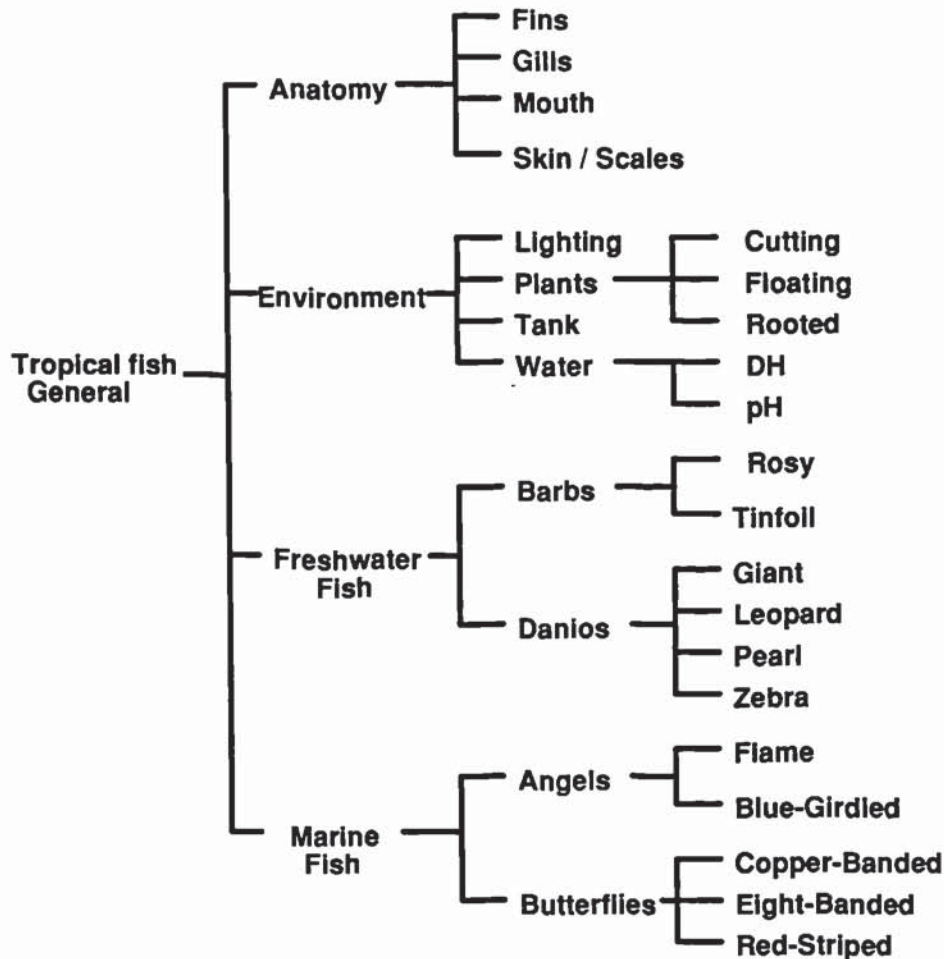 Fins
Gills
Anatomy
Mouth
Skin / Scales
Lighting
Cutting
Plants
Floating
Environment
Tank
Rooted
Tropical fish
General
Water
DH
pH
Barbs
Rosy
Tinfoil
Freshwater
Fish
Giant
Danios
Leopard
Pearl
Zebra
Angels
Flame
Blue-Girdled
Marine
Fish
Copper-Banded
Butterflies
Eight-Banded
Red-Striped